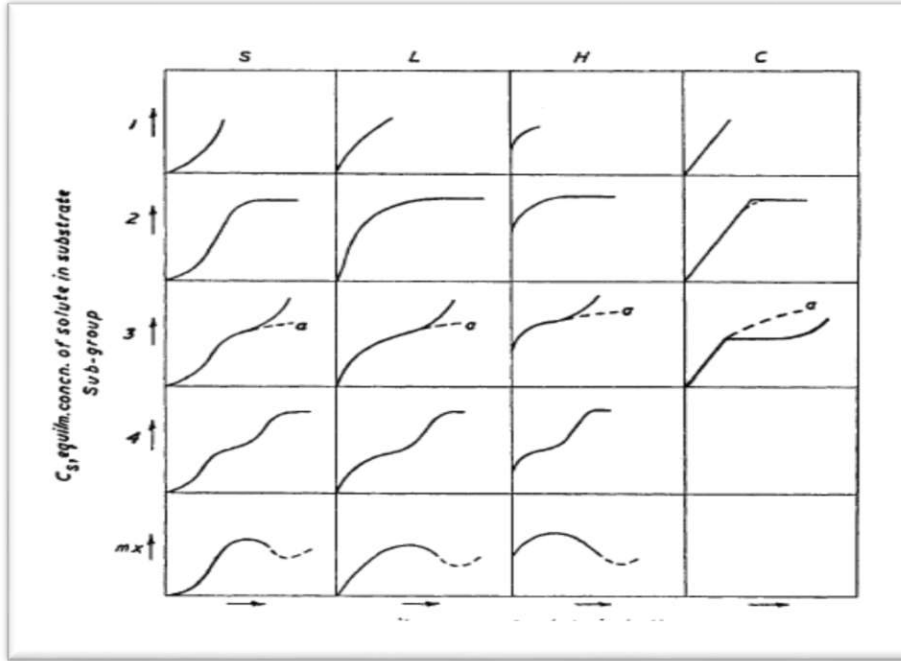 S L H C
1
2
C_S, equilm. concn. of solute in substrate
Sub-group
3 a a a a
4
mx